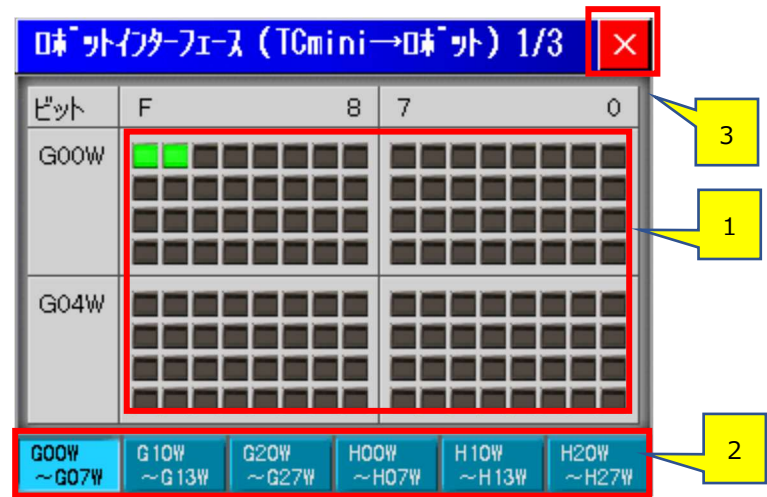 ロボットインターフェース (TCmini→ロボット) 1/3 ×
ビット F 8 7 0
G00W
G04W
G00W ～G07W
G10W ～G13W
G20W ～G27W
H00W ～H07W
H10W ～H13W
H20W ～H27W
3
1
2